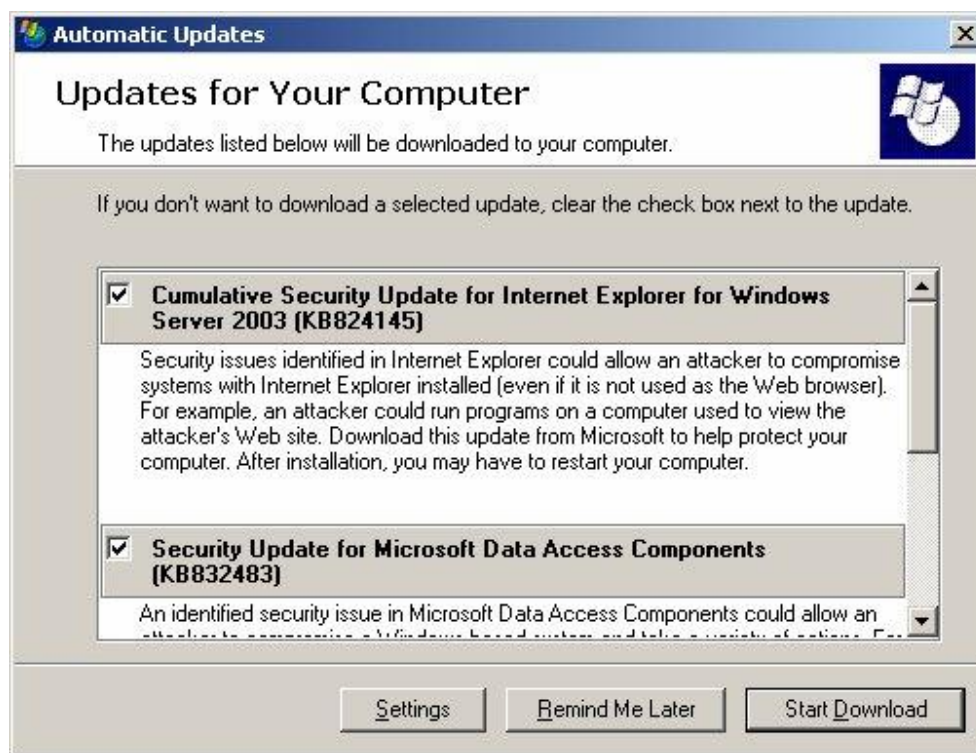 Automatic Updates
Updates for Your Computer
The updates listed below will be downloaded to your computer.
If you don't want to download a selected update, clear the check box next to the update.
Cumulative Security Update for Internet Explorer for Windows
Server 2003 (KB824145)
Security issues identified in Internet Explorer could allow an attacker to compromise
systems with Internet Explorer installed (even if it is not used as the Web browser).
For example, an attacker could run programs on a computer used to view the
attacker's Web site. Download this update from Microsoft to help protect your
computer. After installation, you may have to restart your computer.
Security Update for Microsoft Data Access Components
(KB832483)
An identified security issue in Microsoft Data Access Components could allow an
Settings
Remind Me Later
Start Download